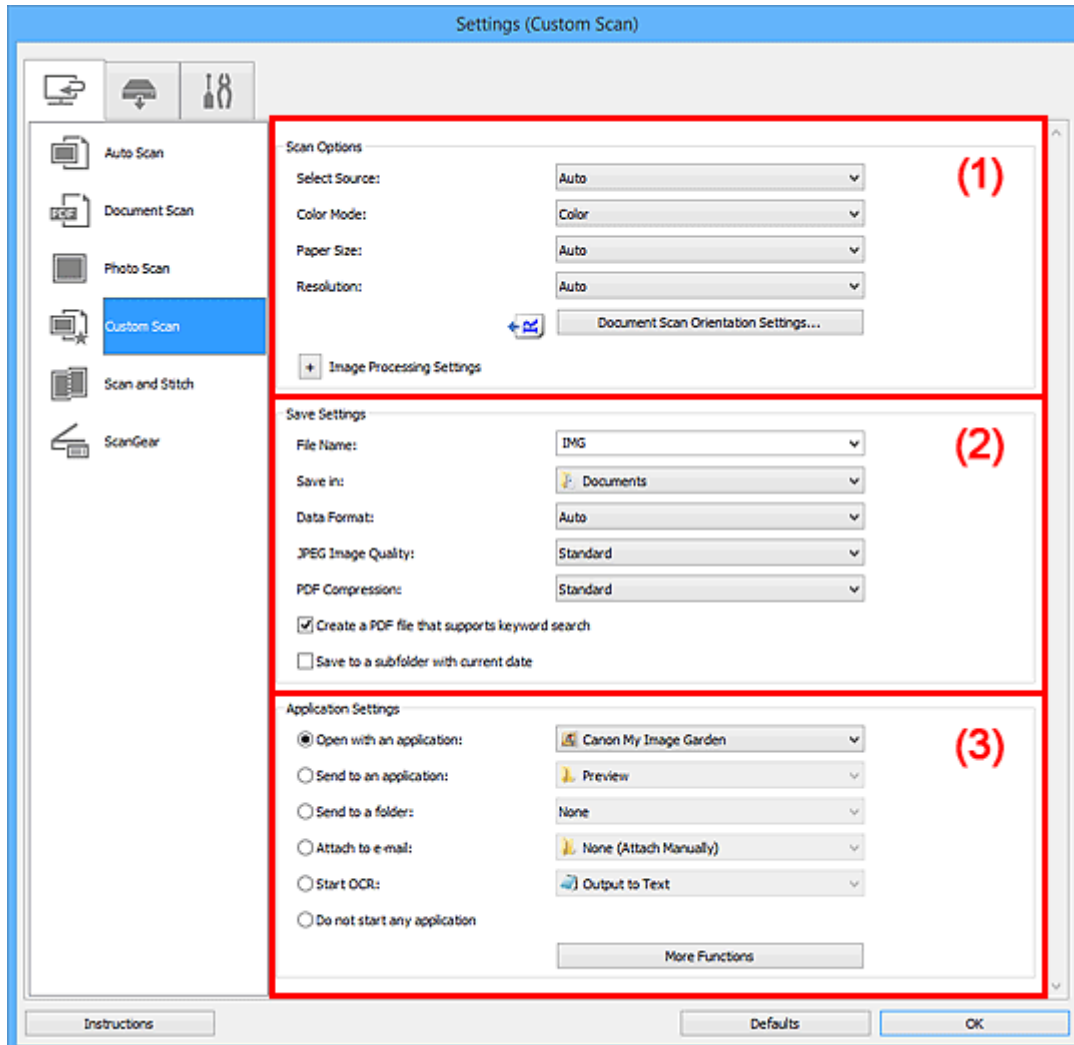 Settings (Custom Scan)
Auto Scan
Document Scan
Photo Scan
Custom Scan
Scan and Stitch
ScanGear
Scan Options
(1)
Select Source: Auto
Color Mode: Color
Paper Size: Auto
Resolution: Auto
R Document Scan Orientation Settings...
+ Image Processing Settings
Save Settings
(2)
File Name: IMG
Save in: Documents
Data Format: Auto
JPEG Image Quality: Standard
PDF Compression: Standard
Create a PDF file that supports keyword search
Save to a subfolder with current date
Application Settings
(3)
Open with an application: Canon My Image Garden
Send to an application: Preview
Send to a folder: None
Attach to e-mail: None (Attach Manually)
Start OCR: Output to Text
Do not start any application
More Functions
Instructions Defaults OK
PDF